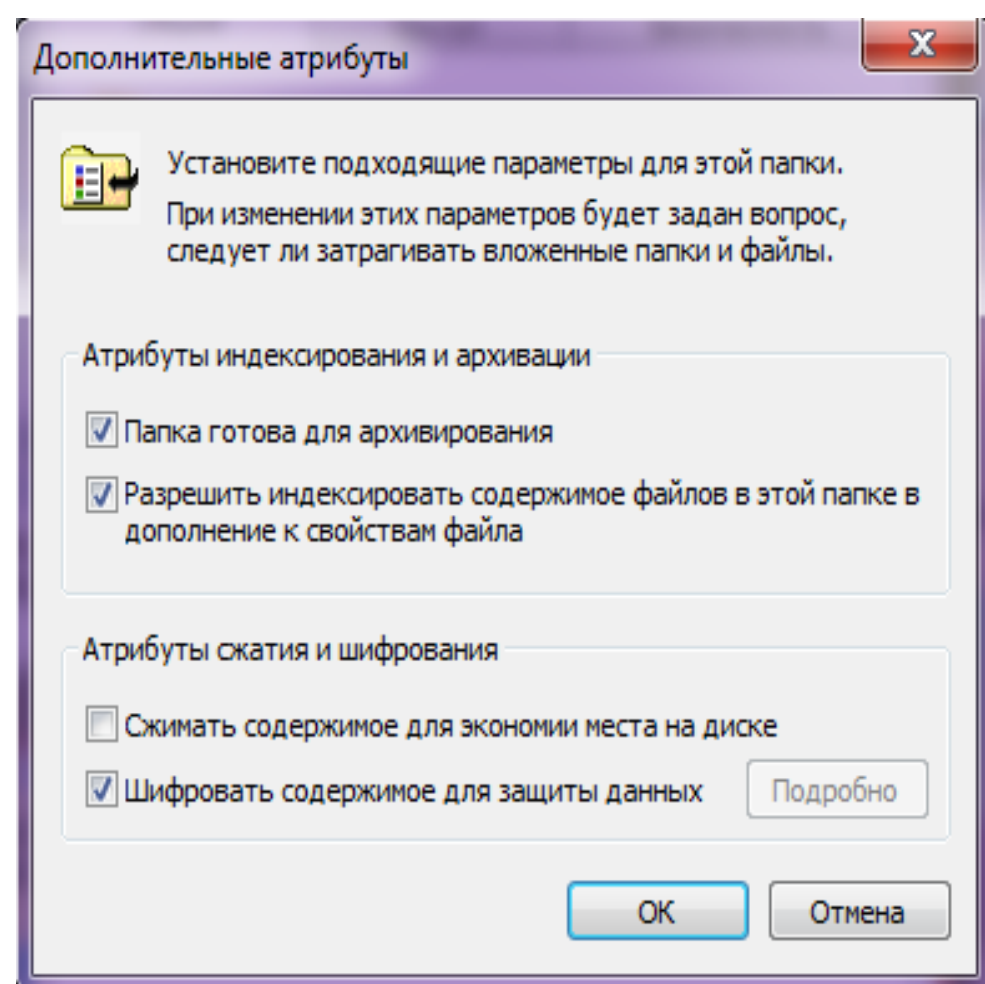 Дополнительные атрибуты
Установите подходящие параметры для этой папки.
При изменении этих параметров будет задан вопрос,
следует ли затрагивать вложенные папки и файлы.
Атрибуты индексирования и архивации
Папка готова для архивирования
Разрешить индексировать содержимое файлов в этой папке в
дополнение к свойствам файла
Атрибуты сжатия и шифрования
Сжимать содержимое для экономии места на диске
Шифровать содержимое для защиты данных
Подробно
ОК
Отмена